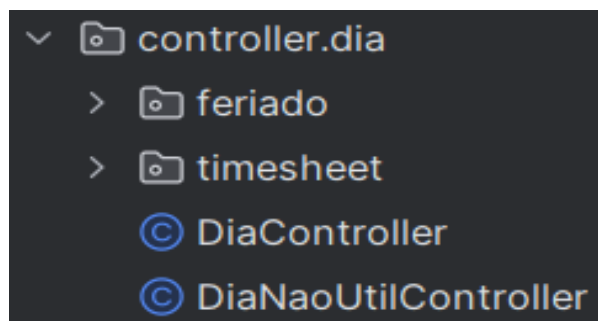 controller.dia
feriado
timesheet
DiaController
DiaNaoUtilController